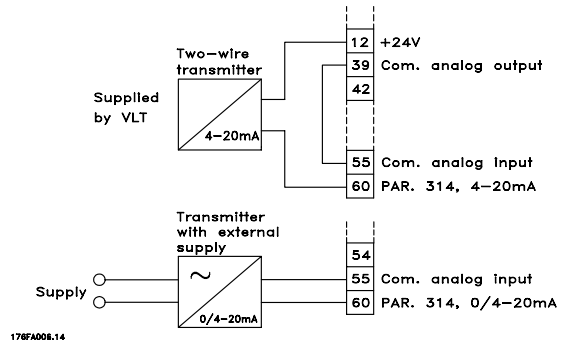 12 +24V
Two-wire
transmitter
39 Com. analog output
42
Supplied
by VLT
4-20mA
55 Com. analog input
60 PAR. 314, 4-20mA
Transmitter
with external
supply
54
~
55 Com. analog input
Supply
60 PAR. 314, 0/4-20mA
0/4-20mA
176FA008.14